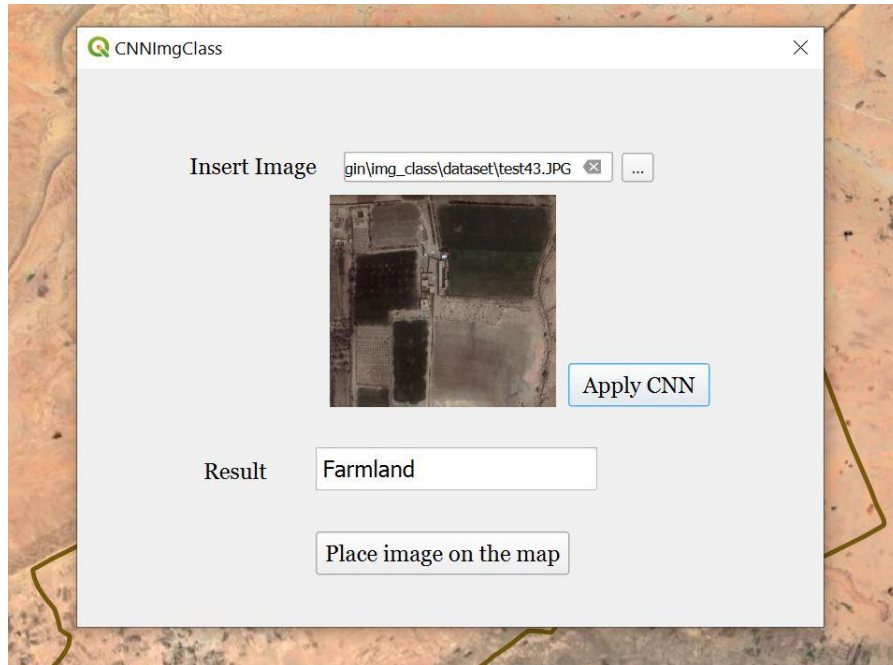 CNNImgClass
Insert Image gin\img_class\dataset\test43.JPG ...
Apply CNN
Result Farmland
Place image on the map